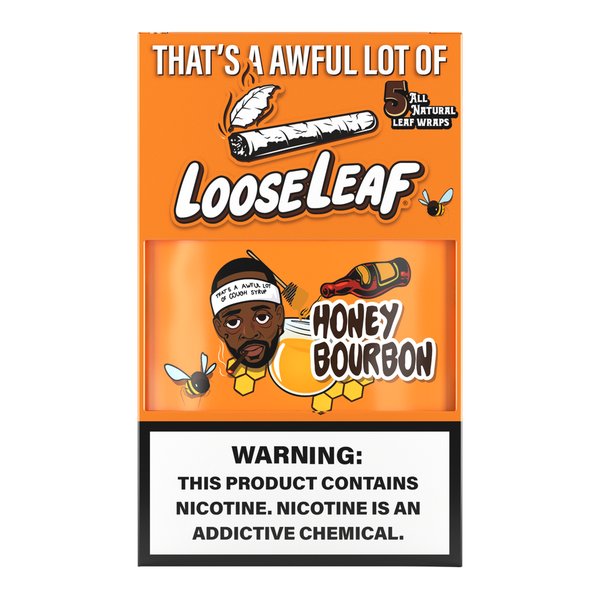 THAT'S A AWFUL LOT OF
5 ALL
NATURAL
LEAF WRAPS
LOOSELEAF
THAT'S A AWFUL LOT
OF COUGH SYRUP
HONEY
BOURBON
WARNING:
THIS PRODUCT CONTAINS
NICOTINE. NICOTINE IS AN
ADDICTIVE CHEMICAL.